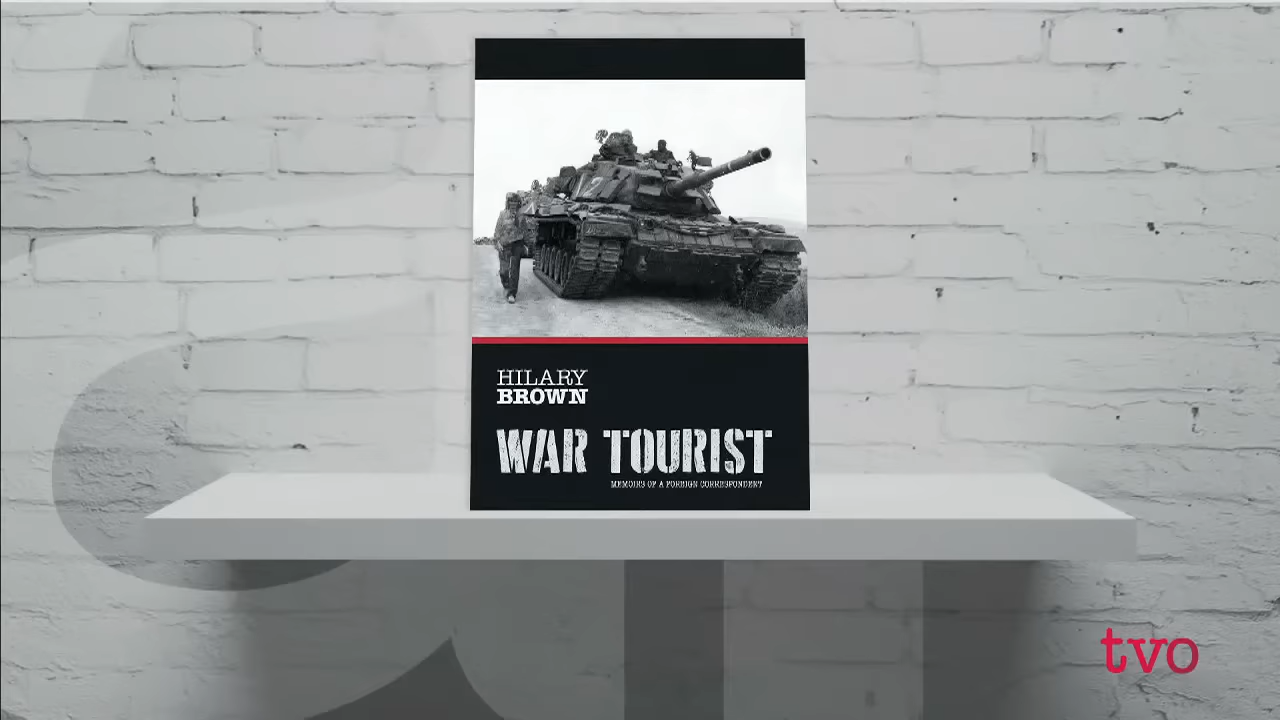 HILARY
BROWN
WAR TOURIST
MEMOIRS OF A FOREIGN CORRESPONDENT
tvo